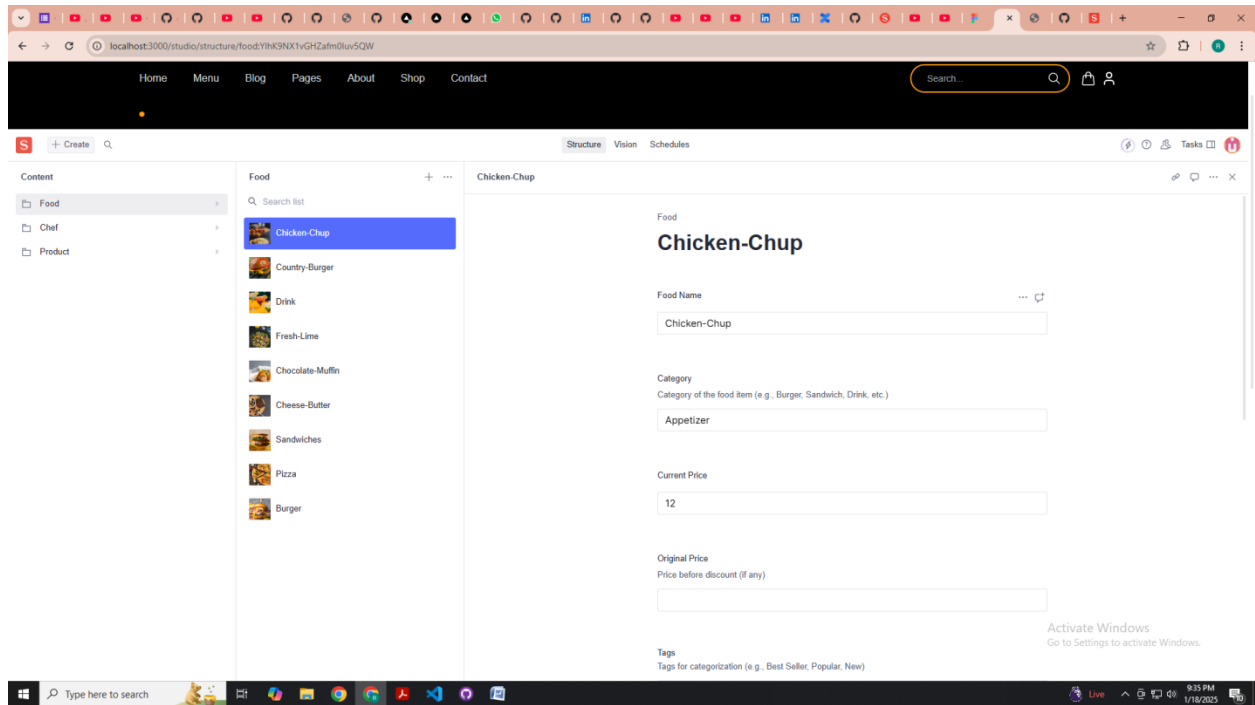 localhost:3000/studio/structure/food;YlhK9NX1vGHZafm0luv5QW
R
Home Menu Blog Pages About Shop Contact
Search...
S + Create Structure Vision Schedules Tasks
Content
Food
Chef
Product
Food
Search list
Chicken-Chup
Country-Burger
Drink
Fresh-Lime
Chocolate-Muffin
Cheese-Butter
Sandwiches
Pizza
Burger
Chicken-Chup
Food
Chicken-Chup
Food Name
Chicken-Chup
Category
Category of the food item (e.g., Burger, Sandwich, Drink, etc.)
Appetizer
Current Price
12
Original Price
Price before discount (if any)
Tags
Tags for categorization (e.g., Best Seller, Popular, New)
Activate Windows
Go to Settings to activate Windows.
Type here to search
Live
9:35 PM
1/18/2025